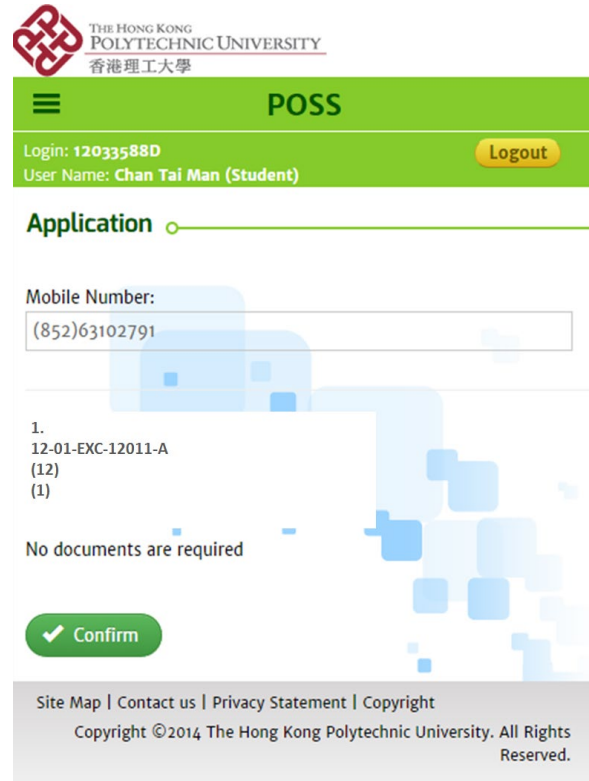 THE HONG KONG
POLYTECHNIC UNIVERSITY
香港理工大學
POSS
Login: 12033588D
Logout
User Name: Chan Tai Man (Student)
Application
Mobile Number:
(852)63102791
1.
12-01-EXC-12011-A
(12)
(1)
No documents are required
Confirm
Site Map | Contact us | Privacy Statement | Copyright
Copyright ©2014 The Hong Kong Polytechnic University. All Rights
Reserved.